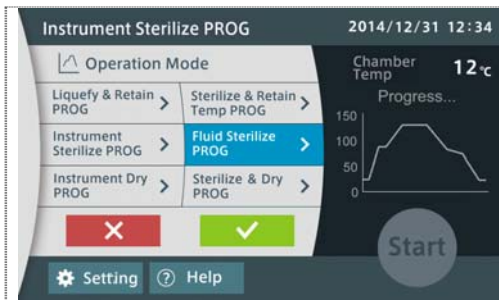 Instrument Sterilize PROG
2014/12/31 12:34
Operation Mode
Liquefy & Retain
PROG
Sterilize & Retain
Temp PROG
Instrument
Sterilize PROG
Fluid Sterilize
PROG
Instrument Dry
PROG
Sterilize & Dry
PROG
Chamber
Temp
12℃
Progress...
150
100
50
0
Start
Setting
? Help